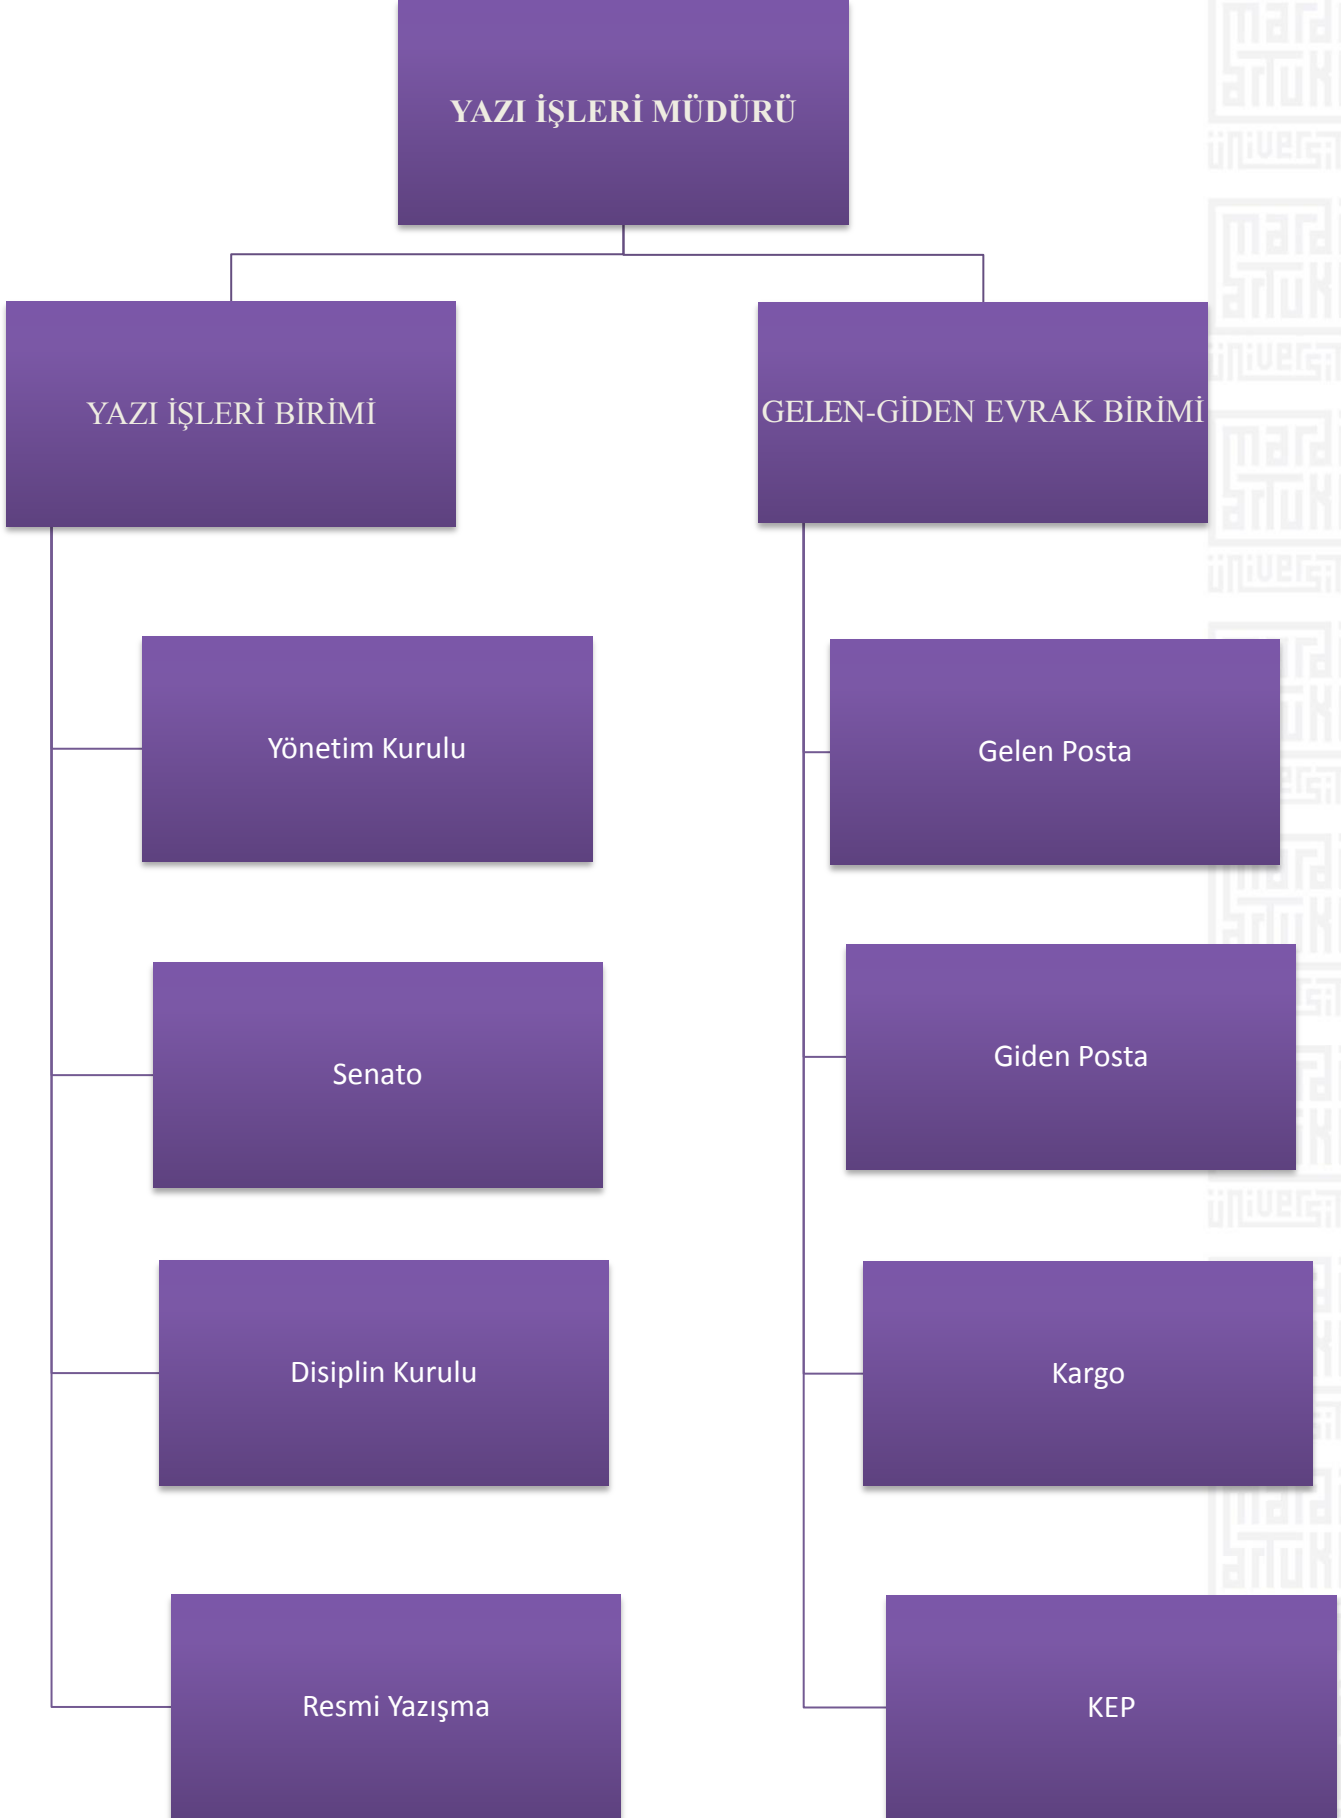 YAZI İŞLERİ MÜDÜRÜ
YAZI İŞLERİ BİRİMİ
GELEN-GİDEN EVRAK BİRİMİ
Yönetim Kurulu
Gelen Posta
Senato
Giden Posta
Disiplin Kurulu
Kargo
Resmi Yazışma
KEP